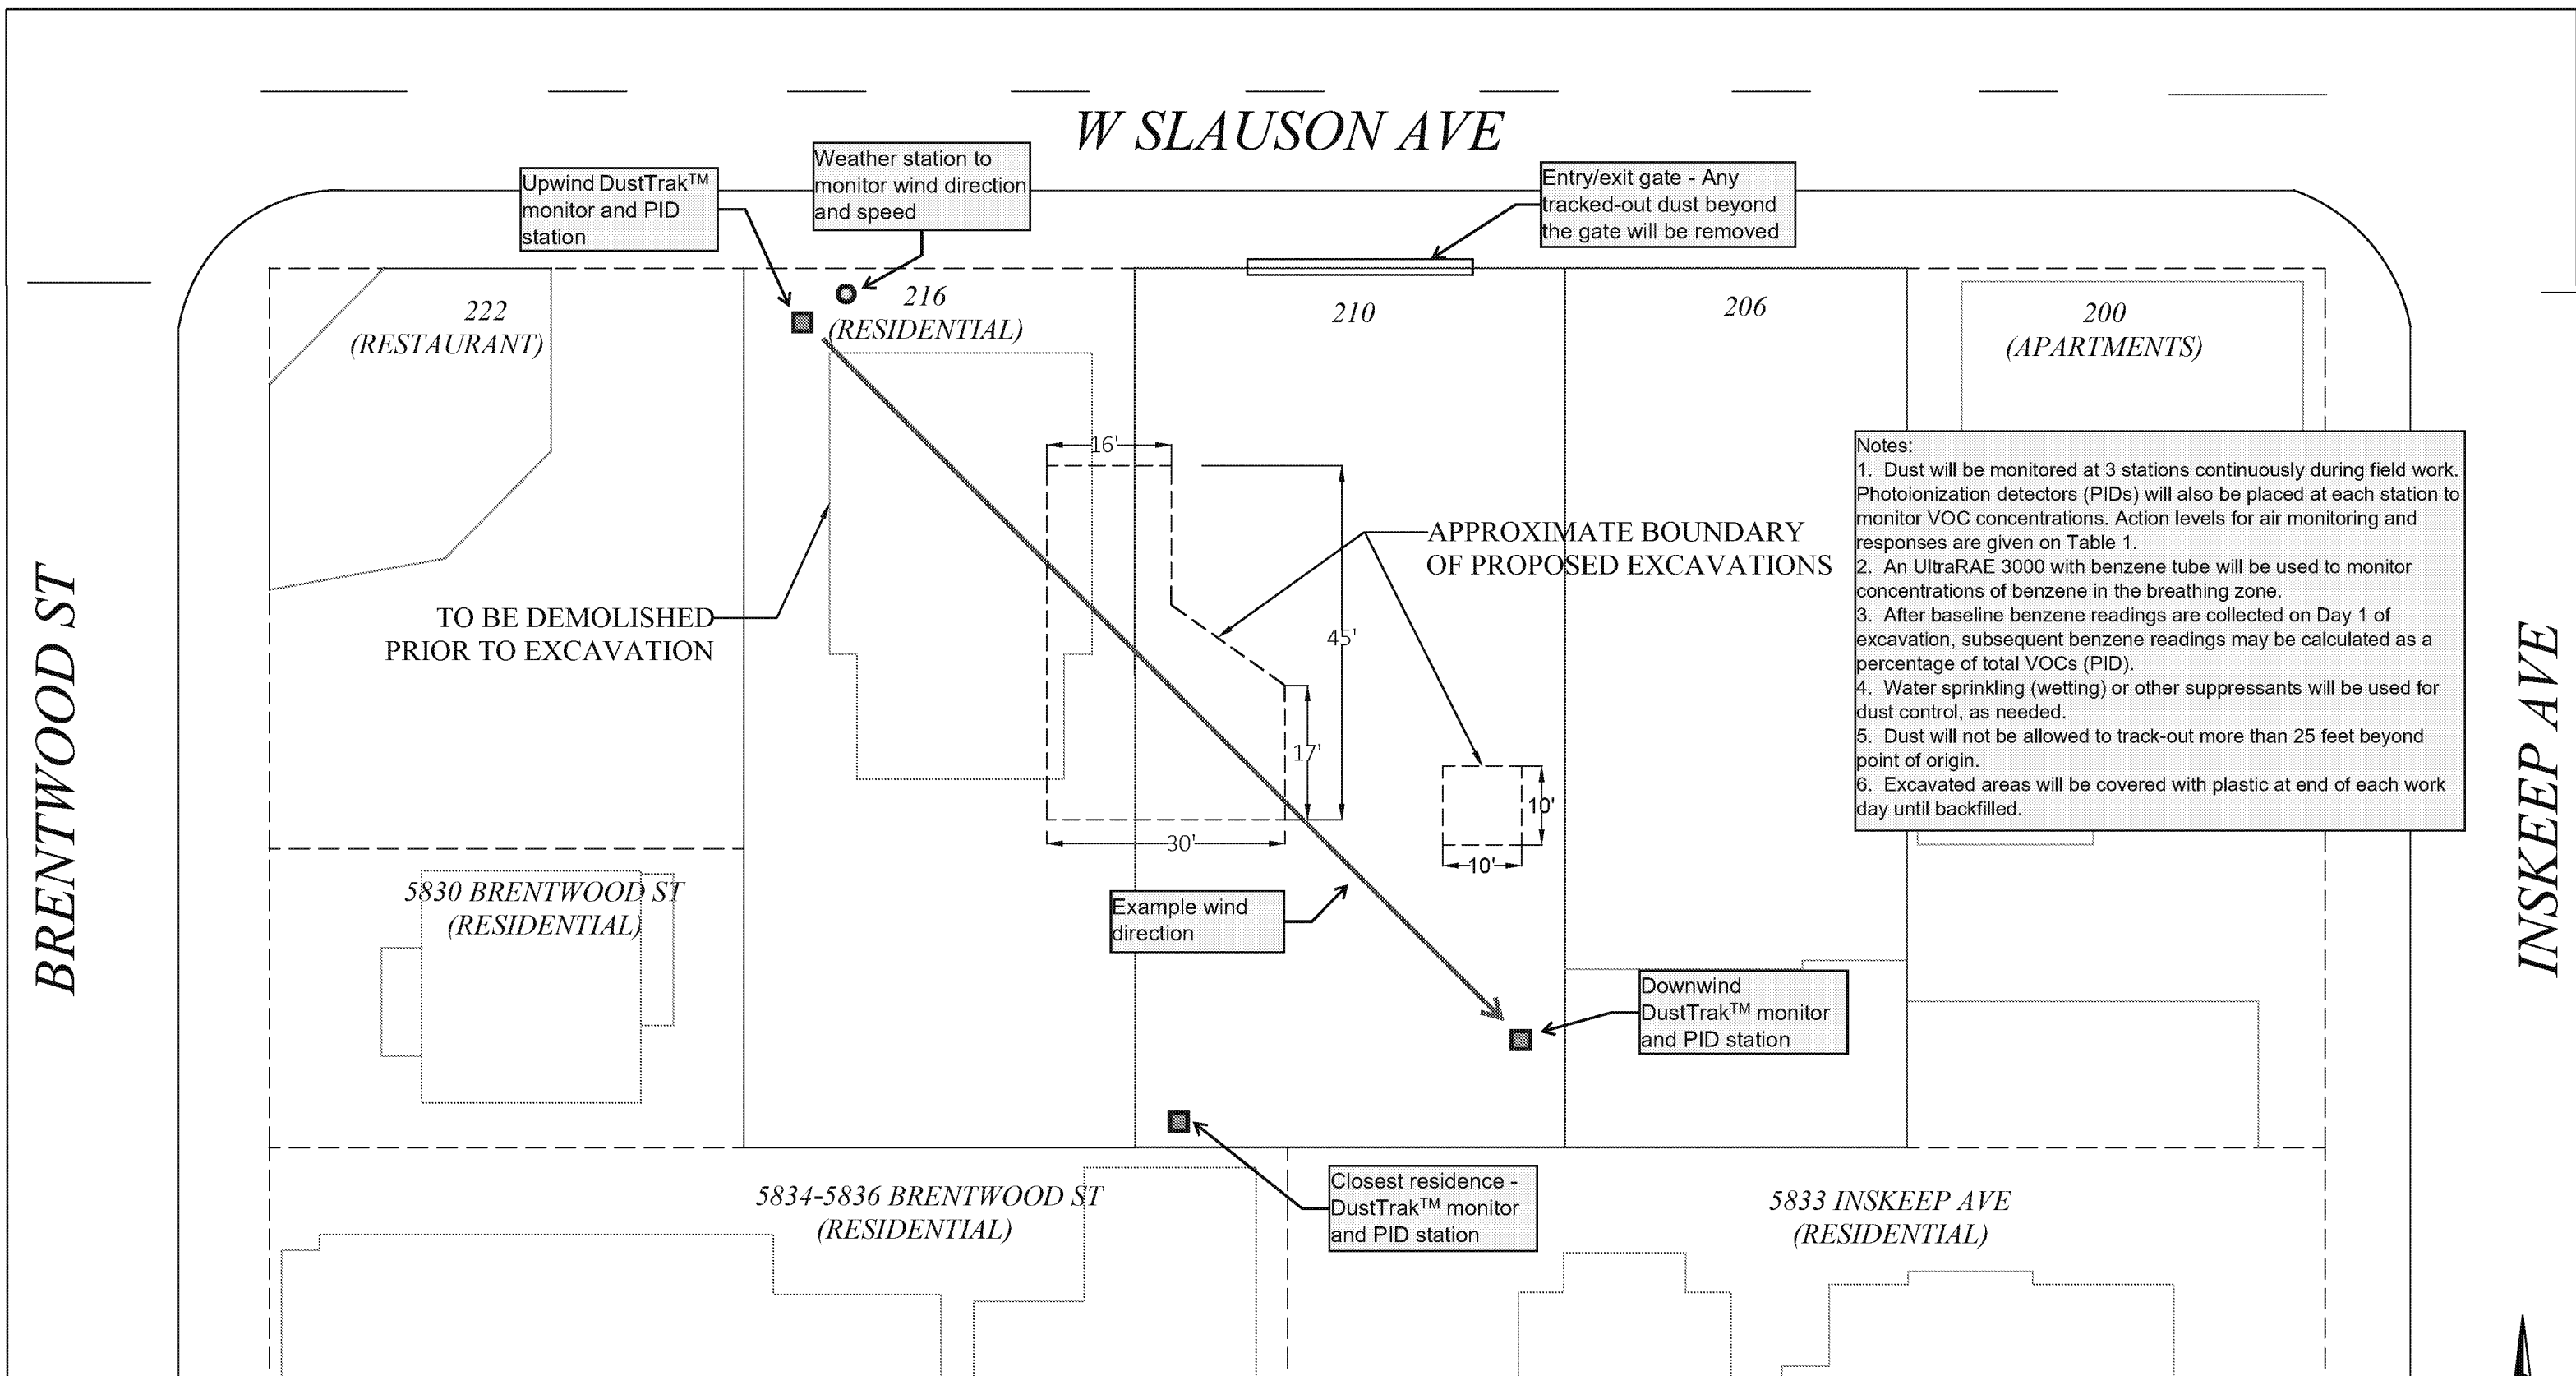 W SLAUSON AVE
Upwind DustTrak™
monitor and PID
station
Weather station to
monitor wind direction
and speed
Entry/exit gate - Any
tracked-out dust beyond
the gate will be removed
222
(RESTAURANT)
216
(RESIDENTIAL)
210
206
200
(APARTMENTS)
16'
45'
17'
30'
10'
10'
APPROXIMATE BOUNDARY
OF PROPOSED EXCAVATIONS
TO BE DEMOLISHED
PRIOR TO EXCAVATION
Notes:
1. Dust will be monitored at 3 stations continuously during field work.
Photoionization detectors (PIDs) will also be placed at each station to
monitor VOC concentrations. Action levels for air monitoring and
responses are given on Table 1.
2. An UltraRAE 3000 with benzene tube will be used to monitor
concentrations of benzene in the breathing zone.
3. After baseline benzene readings are collected on Day 1 of
excavation, subsequent benzene readings may be calculated as a
percentage of total VOCs (PID).
4. Water sprinkling (wetting) or other suppressants will be used for
dust control, as needed.
5. Dust will not be allowed to track-out more than 25 feet beyond
point of origin.
6. Excavated areas will be covered with plastic at end of each work
day until backfilled.
BRENTWOOD ST
INSKEEP AVE
5830 BRENTWOOD ST
(RESIDENTIAL)
Example wind
direction
Downwind
DustTrak™ monitor
and PID station
Closest residence -
DustTrak™ monitor
and PID station
5834-5836 BRENTWOOD ST
(RESIDENTIAL)
5833 INSKEEP AVE
(RESIDENTIAL)